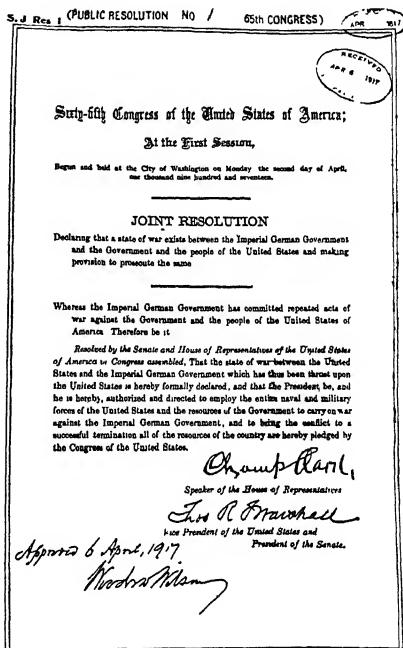 S.J Res 1 (PUBLIC RESOLUTION NO 1 65th CONGRESS)
APR 1917
RECEIVED
APR 6 1917
Sixty-fifth Congress of the United States of America;
At the First Session,
Begun and held at the City of Washington on Monday the second day of April,
one thousand nine hundred and seventeen.
JOINT RESOLUTION
Declaring that a state of war exists between the Imperial German Government
and the Government and the people of the United States and making
provision to prosecute the same
Whereas the Imperial German Government has committed repeated acts of
war against the Government and the people of the United States of
America Therefore be it
Resolved by the Senate and House of Representatives of the United States
of America in Congress assembled, That the state of war between the United
States and the Imperial German Government which has thus been thrust upon
the United States is hereby formally declared, and that the President be, and
he is hereby, authorized and directed to employ the entire naval and military
forces of the United States and the resources of the Government to carry on war
against the Imperial German Government, and to bring the conflict to a
successful termination all of the resources of the country are hereby pledged by
the Congress of the United States.
Champ Clark,
Speaker of the House of Representatives
Thos R Marshall
Vice President of the United States and
President of the Senate.
Approved 6 April, 1917
Woodrow Wilson